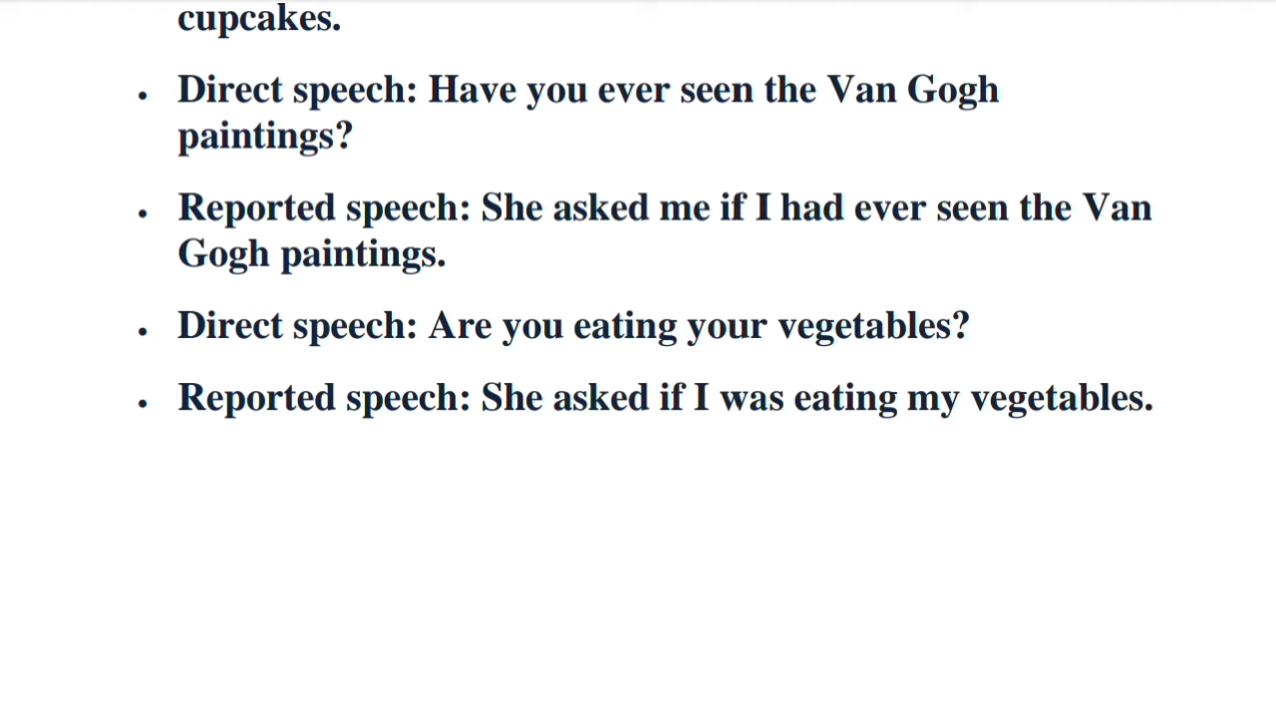 cupcakes.
• Direct speech: Have you ever seen the Van Gogh
paintings?
• Reported speech: She asked me if I had ever seen the Van
Gogh paintings.
• Direct speech: Are you eating your vegetables?
• Reported speech: She asked if I was eating my vegetables.